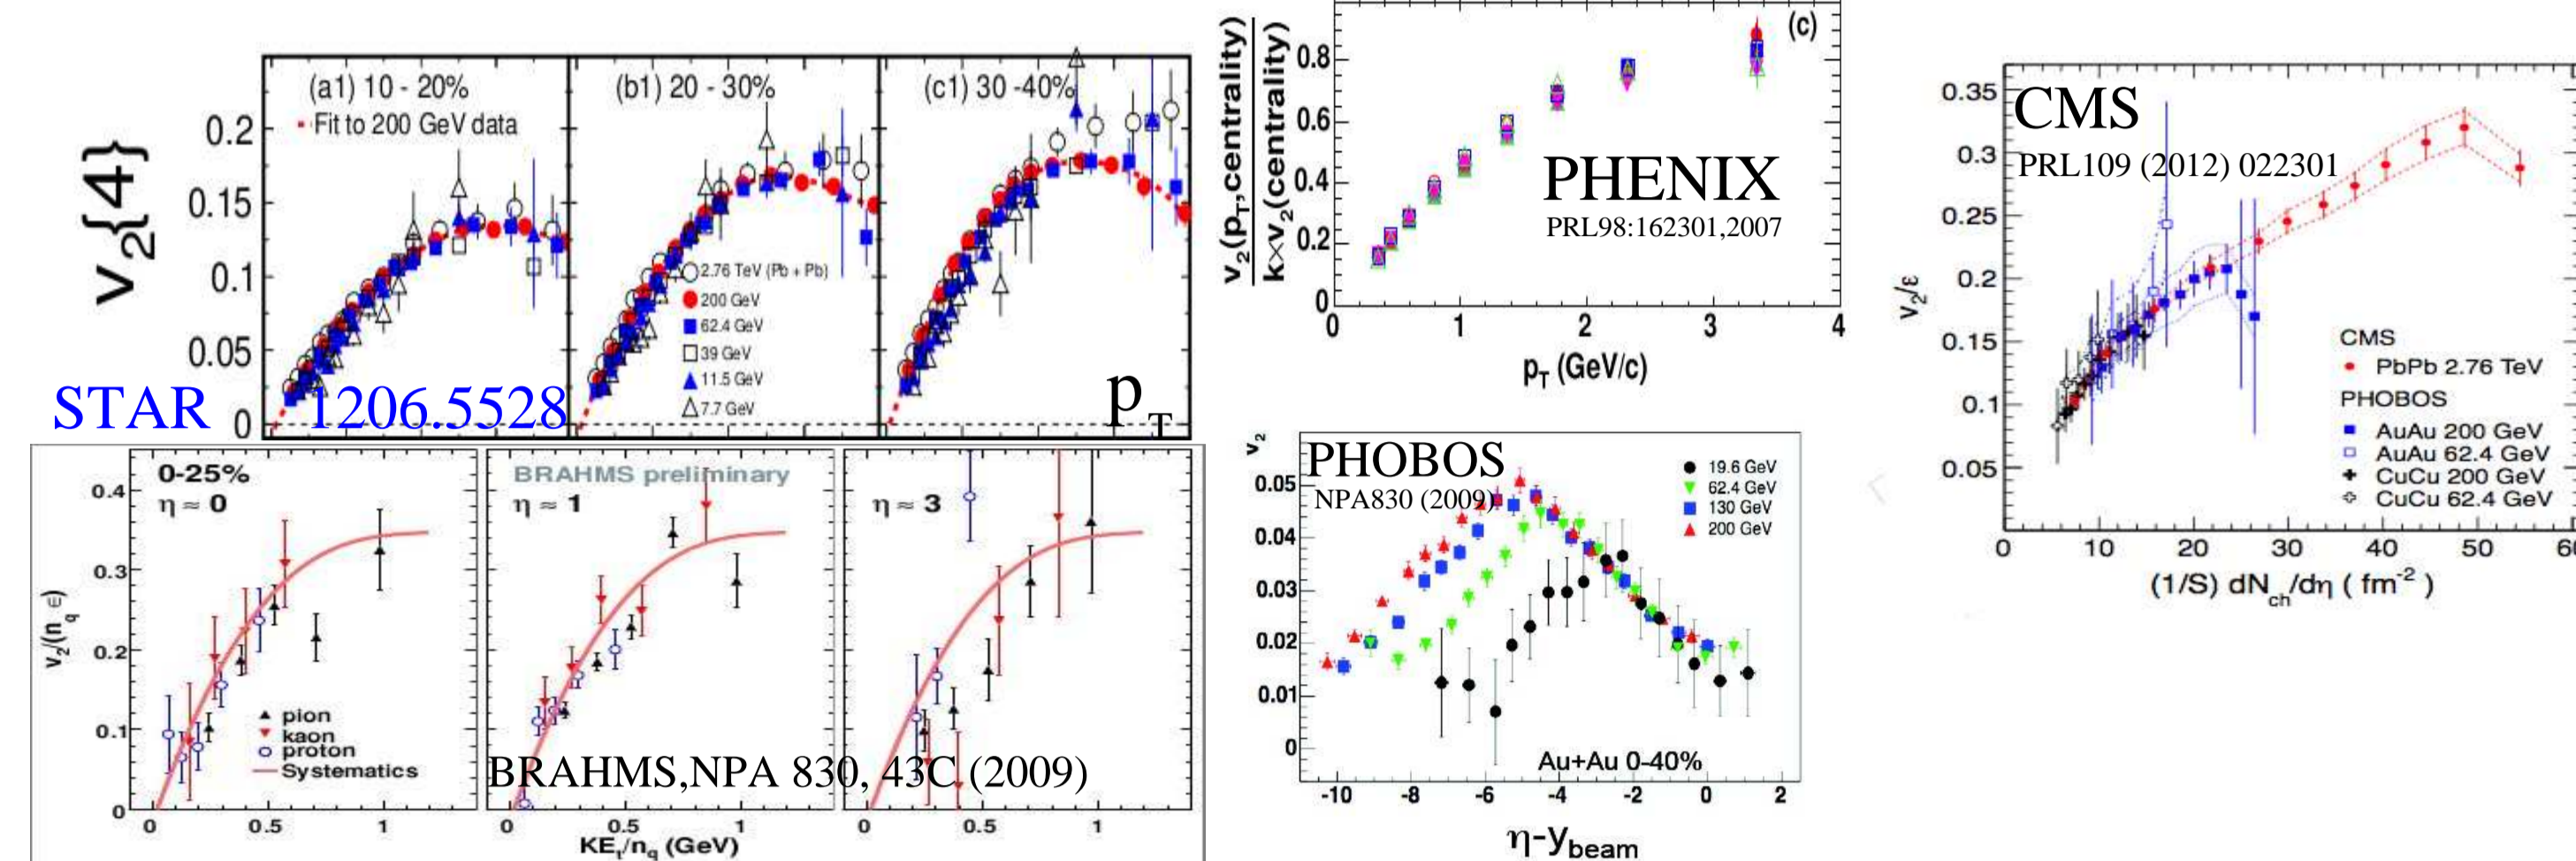 v2{4}
0.2
0.15
0.1
0.05
0
(a1) 10 - 20%
Fit to 200 GeV data
(b1) 20 - 30%
(c1) 30 -40%
2.76 TeV (Pb + Pb)
200 GeV
62.4 GeV
39 GeV
11.5 GeV
7.7 GeV
STAR 1206.5528
pT
v2(pT,centrality)
k×v2(centrality)
0.8
0.6
0.4
0.2
0
(c)
PHENIX
PRL98:162301,2007
0 1 2 3 4
pT (GeV/c)
v2/ε
0.35
0.3
0.25
0.2
0.15
0.1
0.05
CMS
PRL109 (2012) 022301
CMS
PbPb 2.76 TeV
PHOBOS
AuAu 200 GeV
AuAu 62.4 GeV
CuCu 200 GeV
CuCu 62.4 GeV
0 10 20 30 40 50
(1/S) dNch/dη ( fm-2 )
v2/(nq ε)
0.4
0.3
0.2
0.1
0
0-25%
η ≈ 0
pion
kaon
proton
Systematics
BRAHMS preliminary
η ≈ 1
η ≈ 3
BRAHMS,NPA 830, 43C (2009)
0 0.5 1 0 0.5 1 0 0.5 1
KEt/nq (GeV)
v2
0.05
0.04
0.03
0.02
0.01
0
PHOBOS
NPA830 (2009)
19.6 GeV
62.4 GeV
130 GeV
200 GeV
Au+Au 0-40%
-10 -8 -6 -4 -2 0 2
η-ybeam